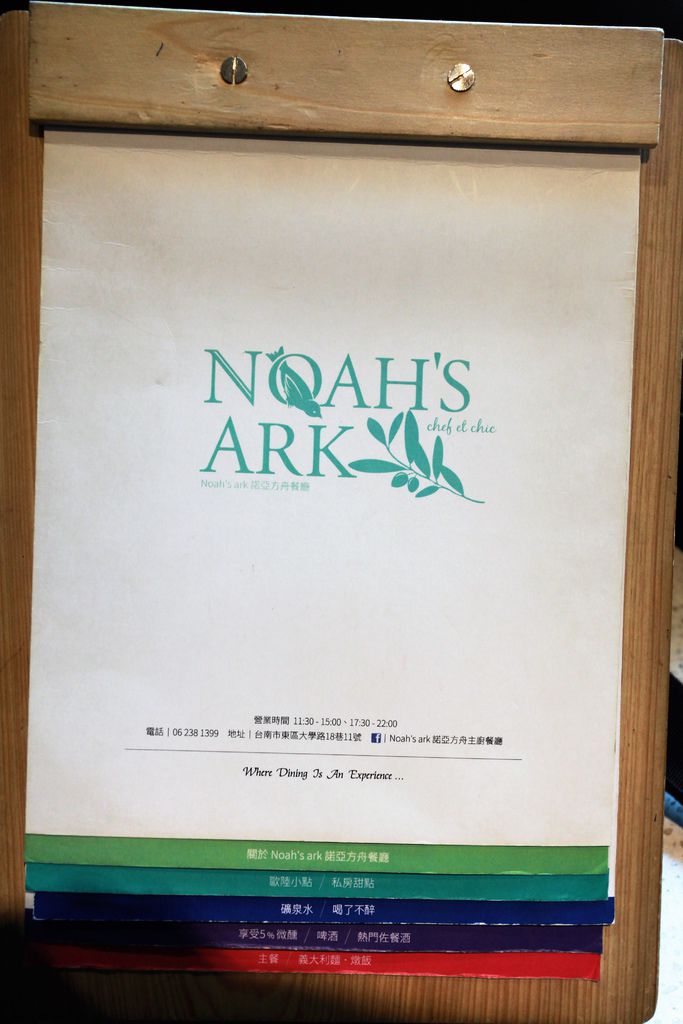 NOAH'S
ARK chef et chic
Noah's ark 諾亞方舟餐廳
營業時間 11:30 - 15:00、17:30 - 22:00
電話 | 06 238 1399 地址 | 台南市東區大學路18巷11號 f | Noah's ark 諾亞方舟主廚餐廳
Where Dining Is An Experience ...
關於 Noah's ark 諾亞方舟餐廳
歐陸小點 / 私房甜點
礦泉水 / 喝了不醉
享受5%微醺 / 啤酒 / 熱門佐餐酒
主餐 / 義大利麵・燉飯